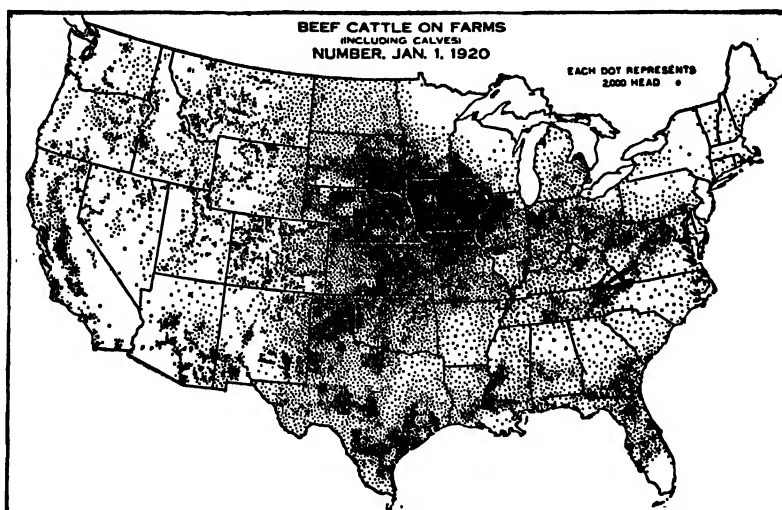 BEEF CATTLE ON FARMS
(INCLUDING CALVES)
NUMBER, JAN. 1, 1920
EACH DOT REPRESENTS
2,000 HEAD